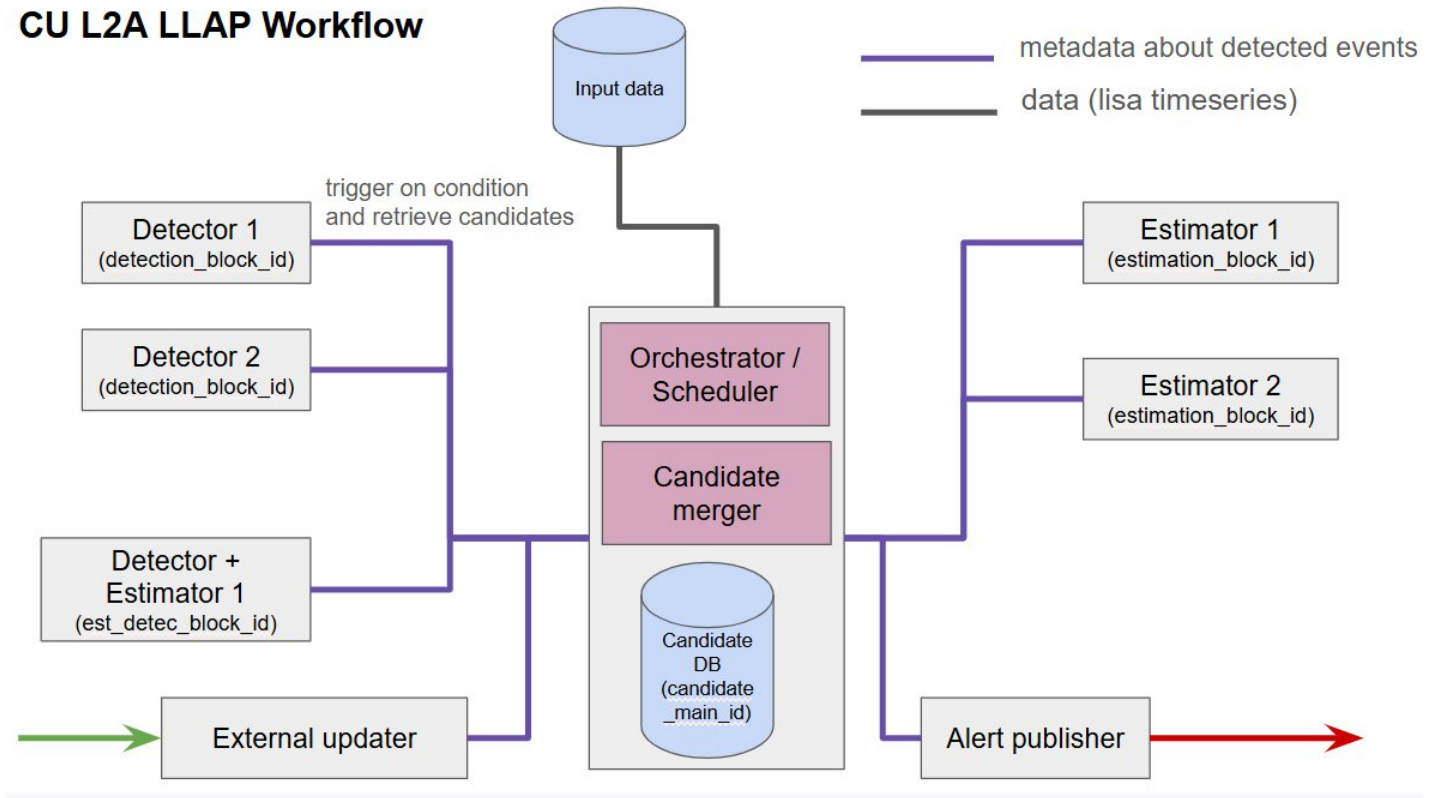 CU L2A LLAP Workflow
Input data
metadata about detected events
data (lisa timeseries)
trigger on condition
and retrieve candidates
Detector 1
(detection_block_id)
Detector 2
(detection_block_id)
Detector +
Estimator 1
(est_detec_block_id)
External updater
Orchestrator /
Scheduler
Candidate
merger
Candidate
DB
(candidate
_main_id)
Estimator 1
(estimation_block_id)
Estimator 2
(estimation_block_id)
Alert publisher